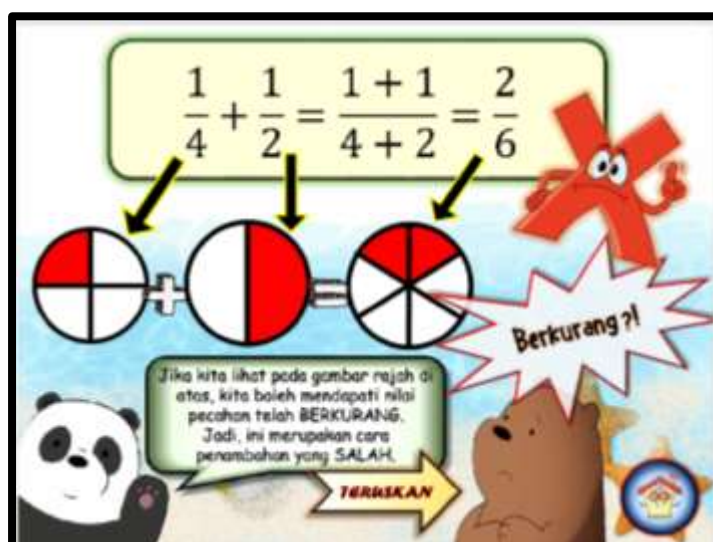 1/4 + 1/2 = 1 + 1/4 + 2 = 2/6
+ =
Berkurang ?!
Jika kita lihat pada gambar rajah di
atas, kita boleh mendapati nilai
pecahan telah BERKURANG.
Jadi, ini merupakan cara
penambahan yang SALAH.
TERUSKAN